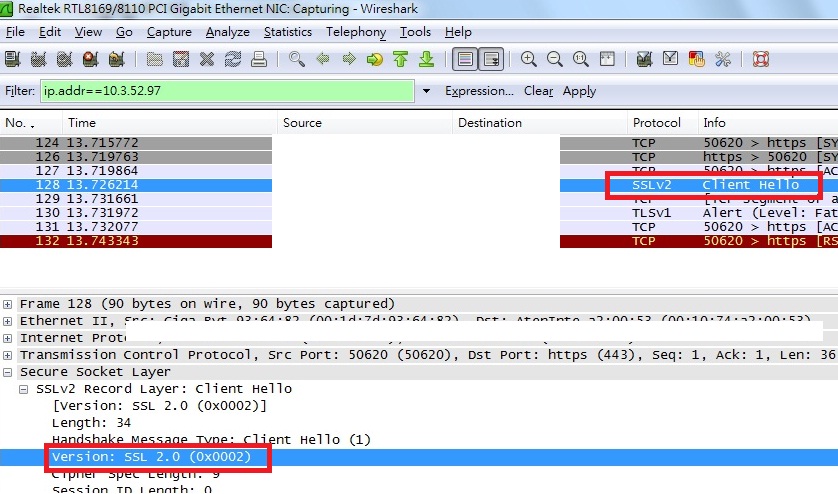 Realtek RTL8169/8110 PCI Gigabit Ethernet NIC: Capturing - Wireshark
File Edit View Go Capture Analyze Statistics Telephony Tools Help
Filter: ip.addr==10.3.52.97 Expression... Clear Apply
No. Time Source Destination Protocol Info
124 13.715772 TCP 50620 > https [SY
126 13.719763 TCP https > 50620 [SY
127 13.719864 TCP 50620 > https [AC
128 13.726214 SSLv2 Client Hello
129 13.731661 TCP [TCP segment of a
130 13.731972 TLSv1 Alert (Level: Fat
131 13.732077 TCP 50620 > https [AC
132 13.743343 TCP 50620 > https [RS
Frame 128 (90 bytes on wire, 90 bytes captured)
Ethernet II, Src: Giga-Byt_93:64:82 (00:1d:7d:93:64:82), Dst: AtenInte_a2:00:53 (00:10:74:a2:00:53)
Internet Proto
Transmission Control Protocol, Src Port: 50620 (50620), Dst Port: https (443), Seq: 1, Ack: 1, Len: 36
Secure Socket Layer
SSLv2 Record Layer: Client Hello
[Version: SSL 2.0 (0x0002)]
Length: 34
Handshake Message Type: Client Hello (1)
Version: SSL 2.0 (0x0002)
Cipher Spec Length: 9
Session ID Length: 0